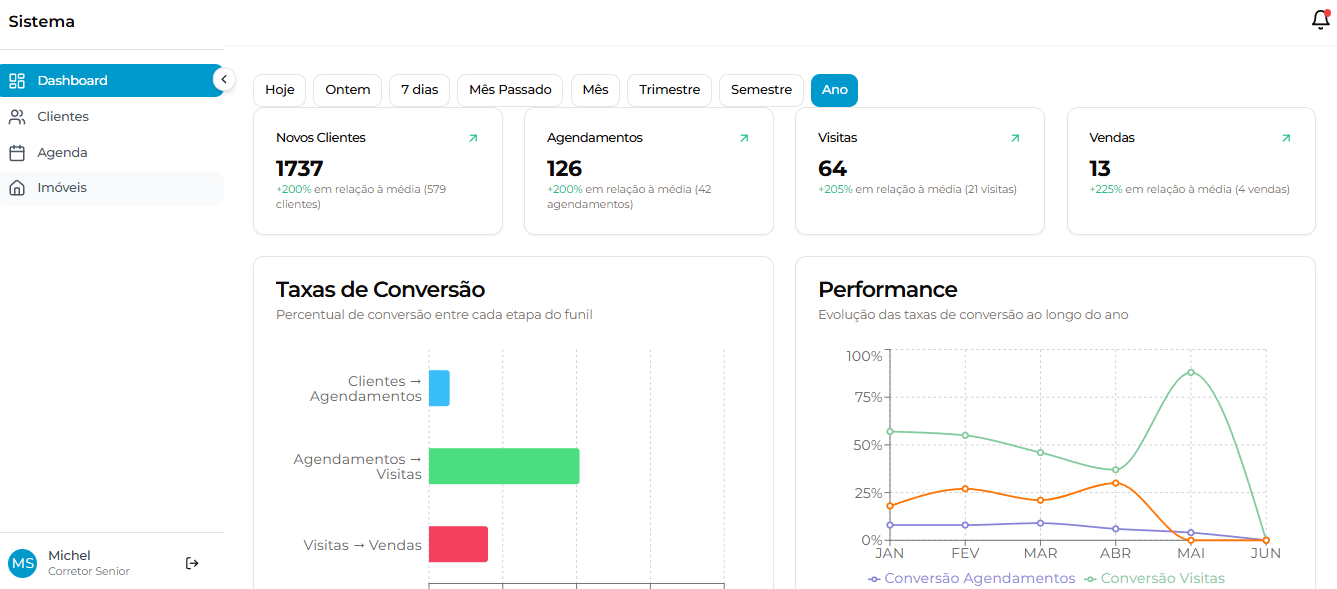 Sistema
Dashboard
Clientes
Agenda
Imóveis
Hoje Ontem 7 dias Mês Passado Mês Trimestre Semestre Ano
Novos Clientes
1737
+200% em relação à média (579
clientes)
Agendamentos
126
+200% em relação à média (42
agendamentos)
Visitas
64
+205% em relação à média (21 visitas)
Vendas
13
+225% em relação à média (4 vendas)
Taxas de Conversão
Percentual de conversão entre cada etapa do funil
Clientes →
Agendamentos
Agendamentos →
Visitas
Visitas → Vendas
Performance
Evolução das taxas de conversão ao longo do ano
100%
75%
50%
25%
0%
JAN FEV MAR ABR MAI JUN
Conversão Agendamentos Conversão Visitas
MS
Michel
Corretor Senior